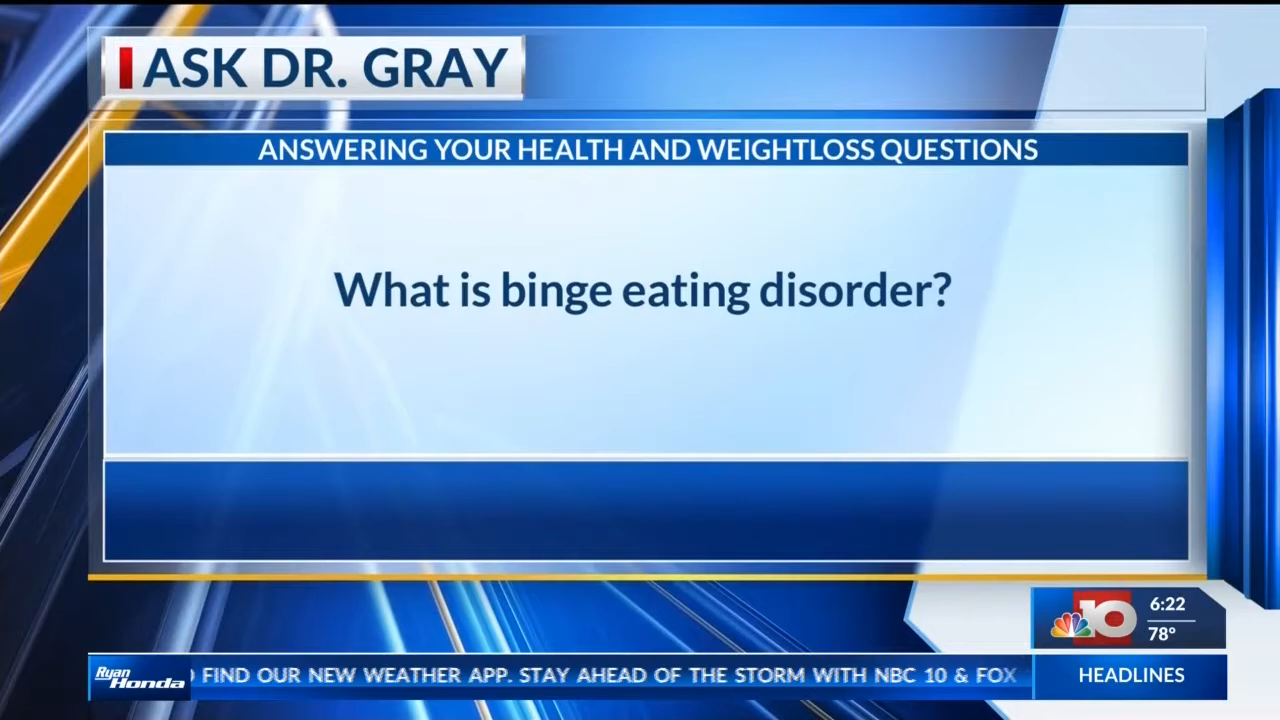 ASK DR. GRAY
ANSWERING YOUR HEALTH AND WEIGHTLOSS QUESTIONS
What is binge eating disorder?
10
6:22
78°
Ryan Honda
FIND OUR NEW WEATHER APP. STAY AHEAD OF THE STORM WITH NBC 10 & FOX
HEADLINES